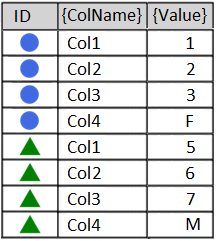 ID {ColName} {Value}
Col1 1
Col2 2
Col3 3
Col4 F
Col1 5
Col2 6
Col3 7
Col4 M